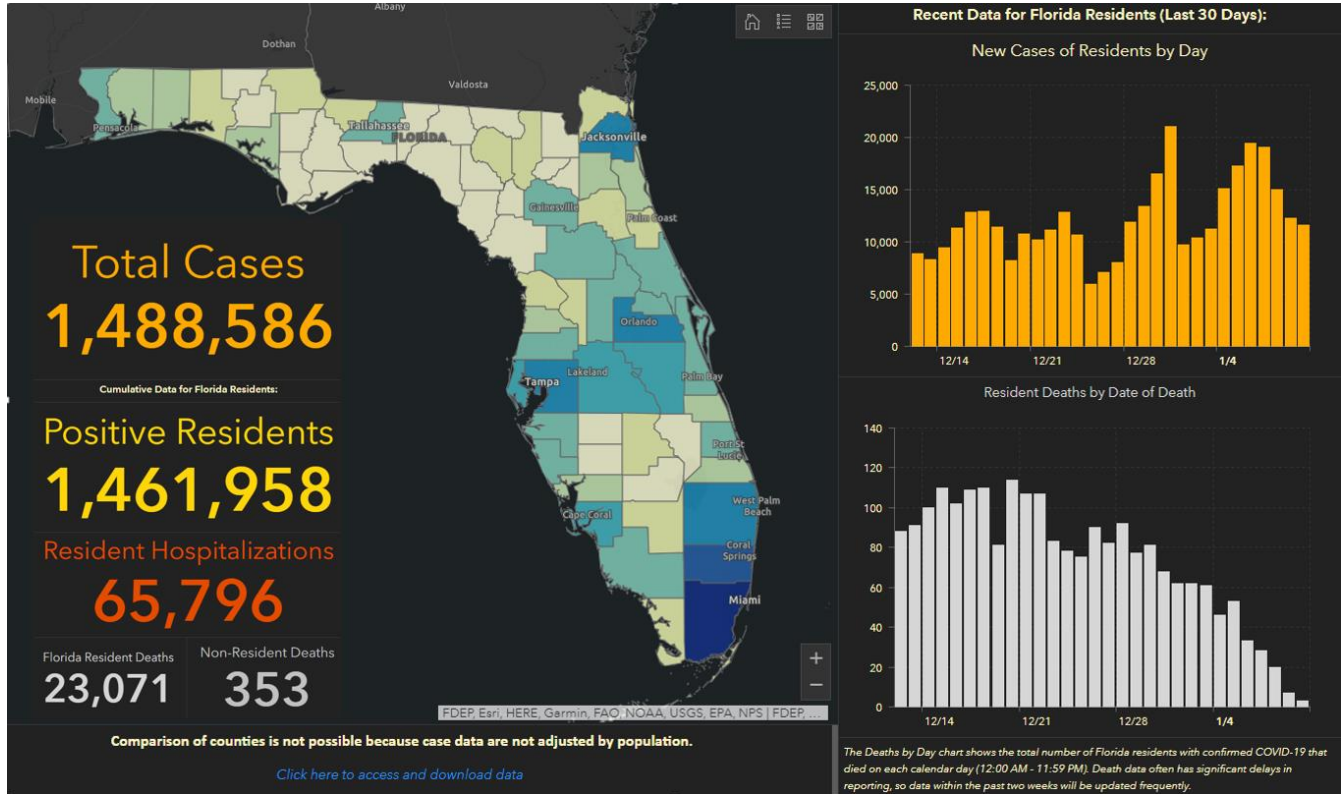 Albany
Dothan
Valdosta
Mobile
Pensacola
Tallahassee
FLORIDA
Jacksonville
Gainesville
Palm Coast
Orlando
Tampa
Lakeland
Palm Bay
Port St
Lucie
West Palm
Beach
Cape Coral
Coral
Springs
Miami
Total Cases
1,488,586
Cumulative Data for Florida Residents:
Positive Residents
1,461,958
Resident Hospitalizations
65,796
Florida Resident Deaths
23,071
Non-Resident Deaths
353
+
−
FDEP, Esri, HERE, Garmin, FAO, NOAA, USGS, EPA, NPS | FDEP, ...
Comparison of counties is not possible because case data are not adjusted by population.
Click here to access and download data
Recent Data for Florida Residents (Last 30 Days):
New Cases of Residents by Day
25,000
20,000
15,000
10,000
5,000
0
12/14
12/21
12/28
1/4
Resident Deaths by Date of Death
140
120
100
80
60
40
20
0
12/14
12/21
12/28
1/4
The Deaths by Day chart shows the total number of Florida residents with confirmed COVID-19 that
died on each calendar day (12:00 AM - 11:59 PM). Death data often has significant delays in
reporting, so data within the past two weeks will be updated frequently.